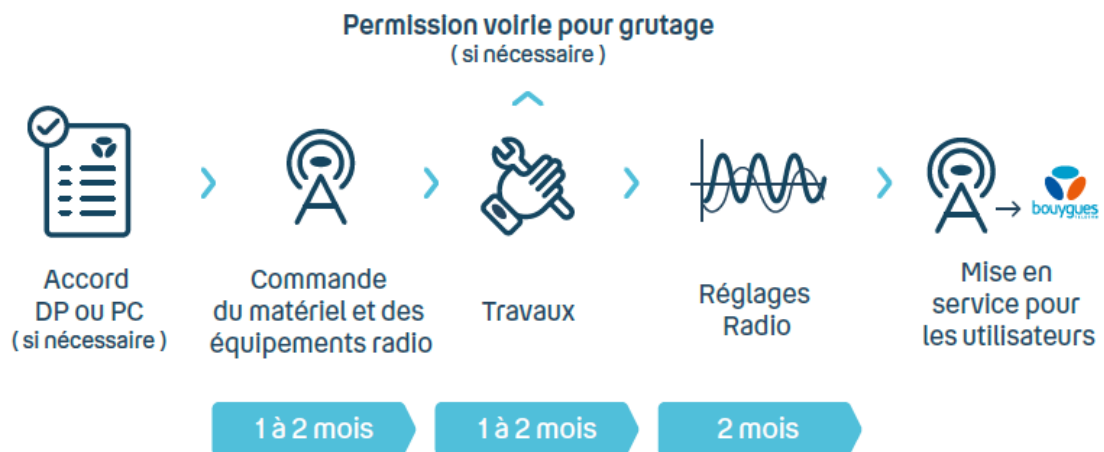 Permission voirie pour grutage
( si nécessaire )
bouygues
TELECOM
Accord
DP ou PC
( si nécessaire )
Commande
du matériel et des
équipements radio
Travaux
Réglages
Radio
Mise en
service pour
les utilisateurs
1 à 2 mois
1 à 2 mois
2 mois